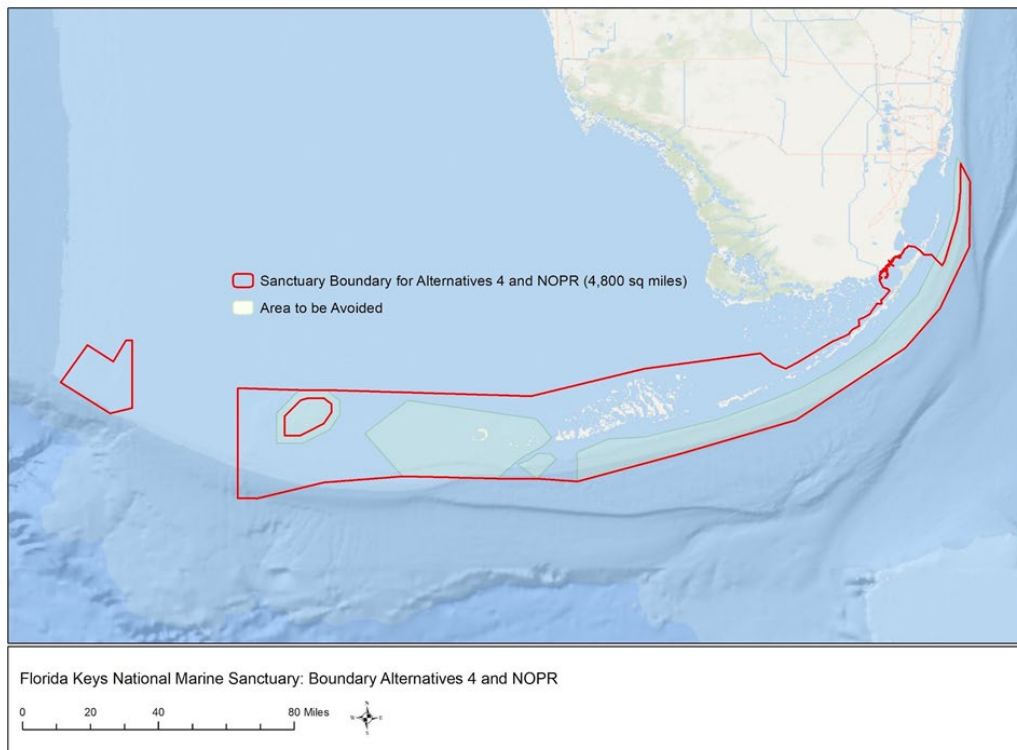 Sanctuary Boundary for Alternatives 4 and NOPR (4,800 sq miles)
Area to be Avoided
Florida Keys National Marine Sanctuary: Boundary Alternatives 4 and NOPR
0 20 40 80 Miles
N
W E
S